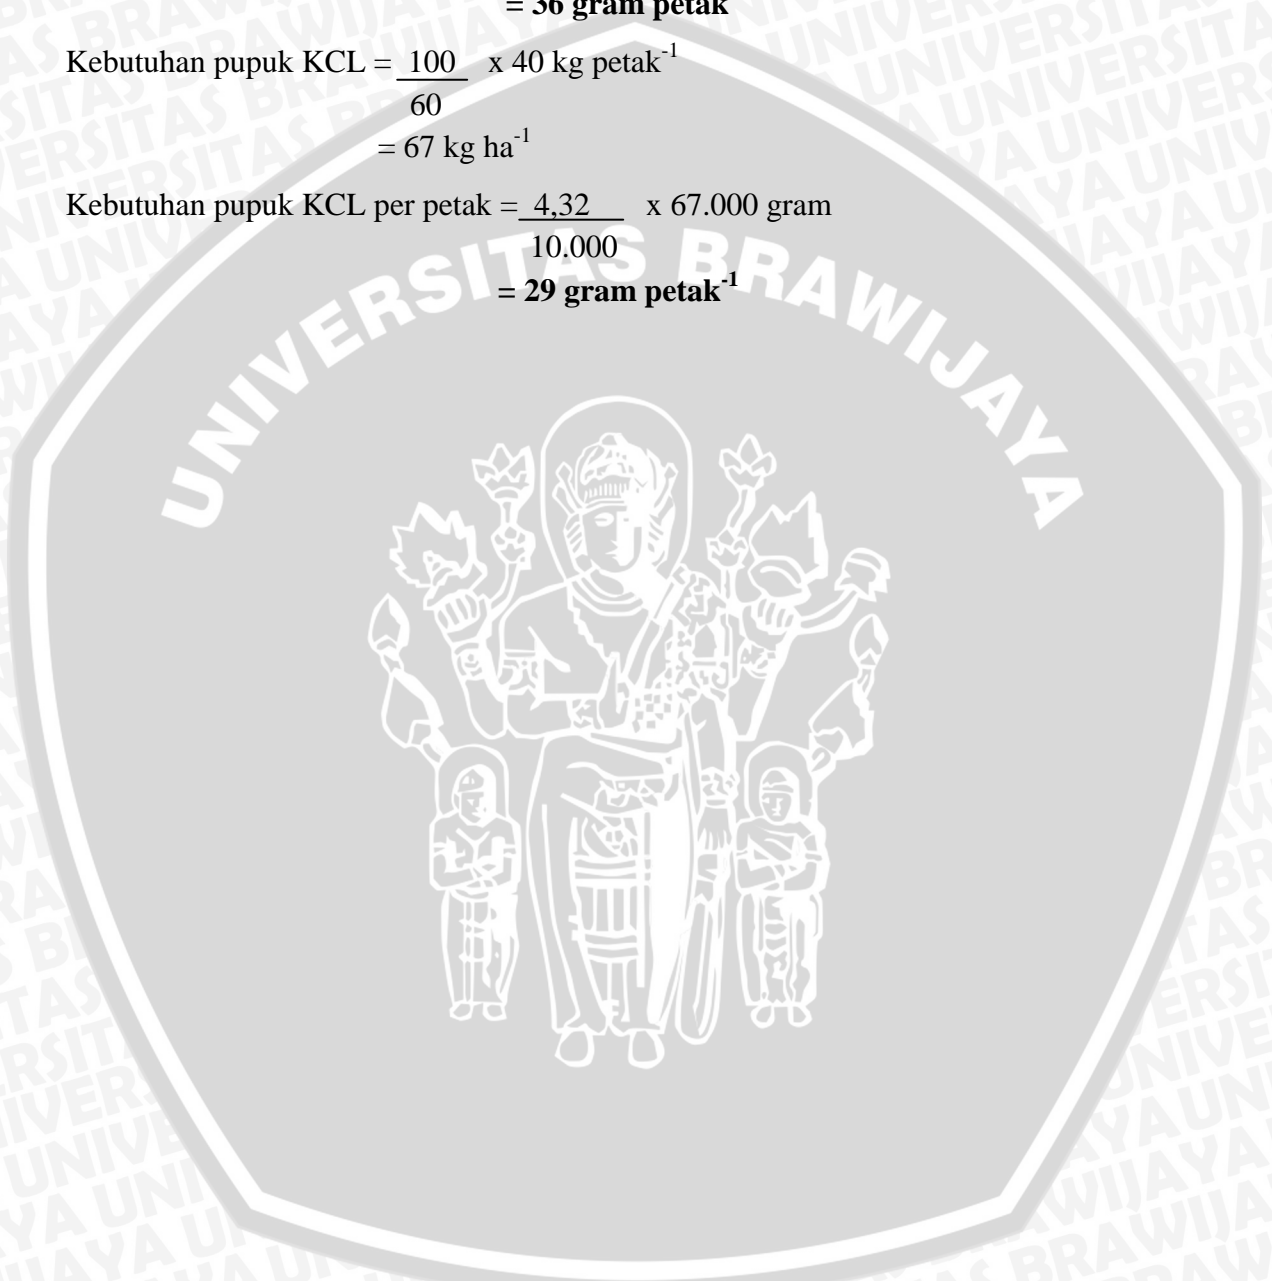 = 36 gram petak
Kebutuhan pupuk KCL = 100 x 40 kg petak-1
60
= 67 kg ha-1
Kebutuhan pupuk KCL per petak = 4,32 x 67.000 gram
10.000
= 29 gram petak-1
UNIVERSITAS BRAWIJAYA